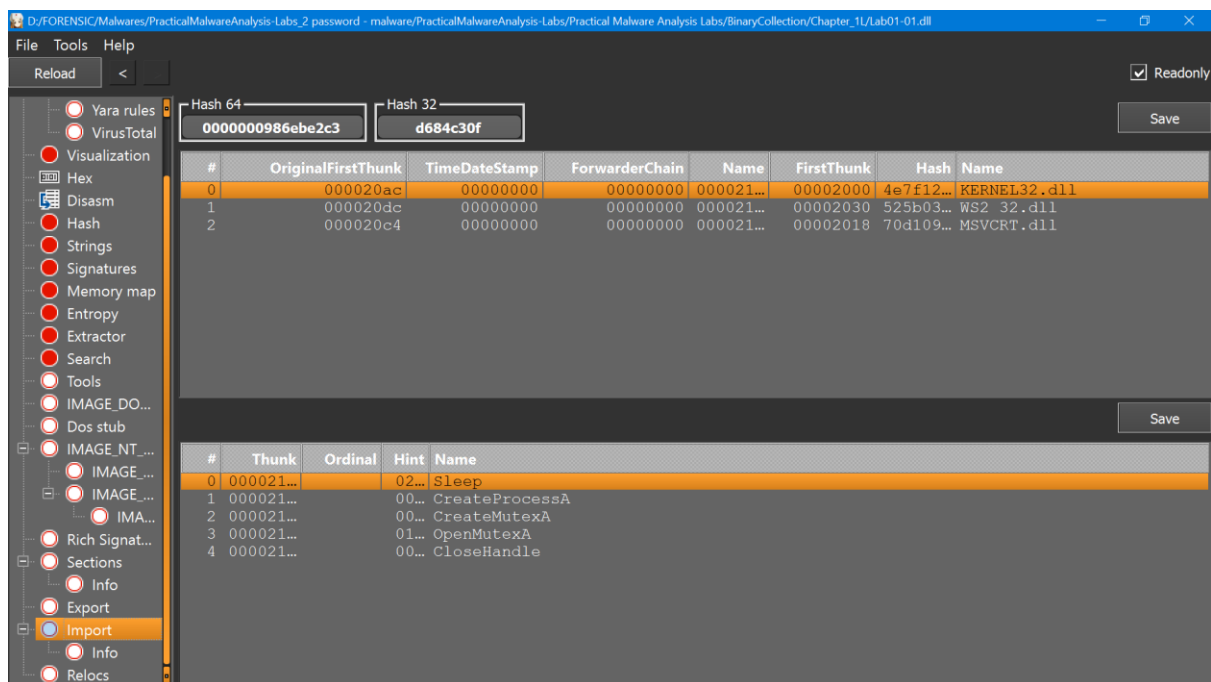 D:/FORENSIC/Malwares/PracticalMalwareAnalysis-Labs_2 password - malware/PracticalMalwareAnalysis-Labs/Practical Malware Analysis Labs/BinaryCollection/Chapter_1L/Lab01-01.dll
File Tools Help
Reload < Readonly
Yara rules
VirusTotal
Visualization
Hex
Disasm
Hash
Strings
Signatures
Memory map
Entropy
Extractor
Search
Tools
IMAGE_DO...
Dos stub
IMAGE_NT_...
IMAGE_...
IMAGE_...
IMA...
Rich Signat...
Sections
Info
Export
Import
Info
Relocs
Hash 64 Hash 32
0000000986ebe2c3 d684c30f
Save
# OriginalFirstThunk TimeDateStamp ForwarderChain Name FirstThunk Hash Name
0 000020ac 00000000 00000000 000021... 00002000 4e7f12... KERNEL32.dll
1 000020dc 00000000 00000000 000021... 00002030 525b03... WS2 32.dll
2 000020c4 00000000 00000000 000021... 00002018 70d109... MSVCRT.dll
Save
# Thunk Ordinal Hint Name
0 000021... 02... Sleep
1 000021... 00... CreateProcessA
2 000021... 00... CreateMutexA
3 000021... 01... OpenMutexA
4 000021... 00... CloseHandle